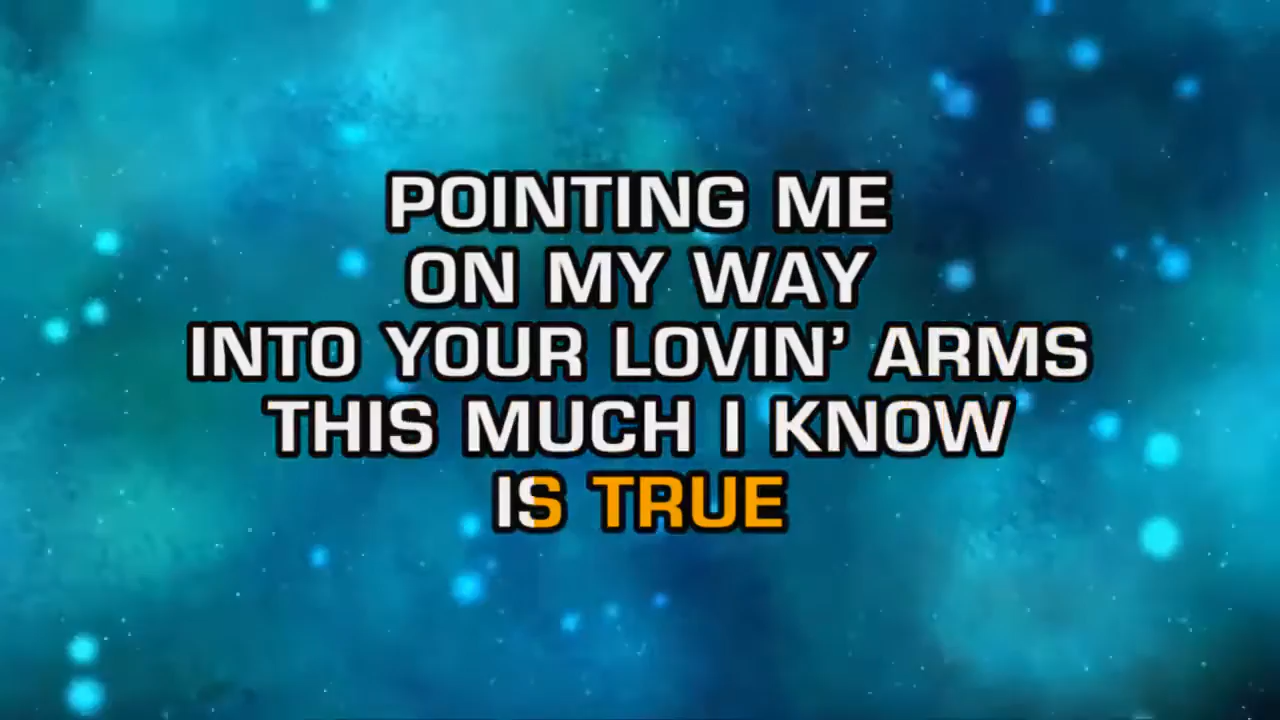 POINTING ME
ON MY WAY
INTO YOUR LOVIN’ ARMS
THIS MUCH I KNOW
IS TRUE